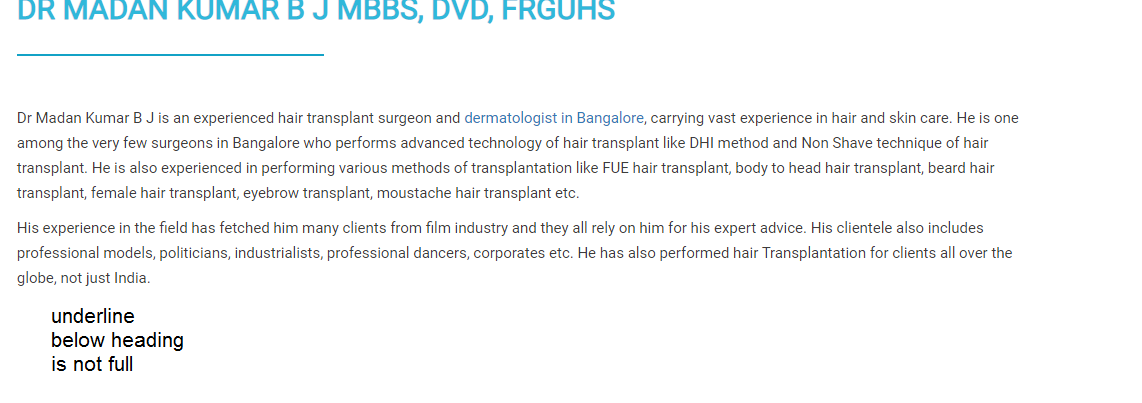 DR MADAN KUMAR B J MBBS, DVD, FRGUHS
Dr Madan Kumar B J is an experienced hair transplant surgeon and dermatologist in Bangalore, carrying vast experience in hair and skin care. He is one
among the very few surgeons in Bangalore who performs advanced technology of hair transplant like DHI method and Non Shave technique of hair
transplant. He is also experienced in performing various methods of transplantation like FUE hair transplant, body to head hair transplant, beard hair
transplant, female hair transplant, eyebrow transplant, moustache hair transplant etc.
His experience in the field has fetched him many clients from film industry and they all rely on him for his expert advice. His clientele also includes
professional models, politicians, industrialists, professional dancers, corporates etc. He has also performed hair Transplantation for clients all over the
globe, not just India.
underline
below heading
is not full